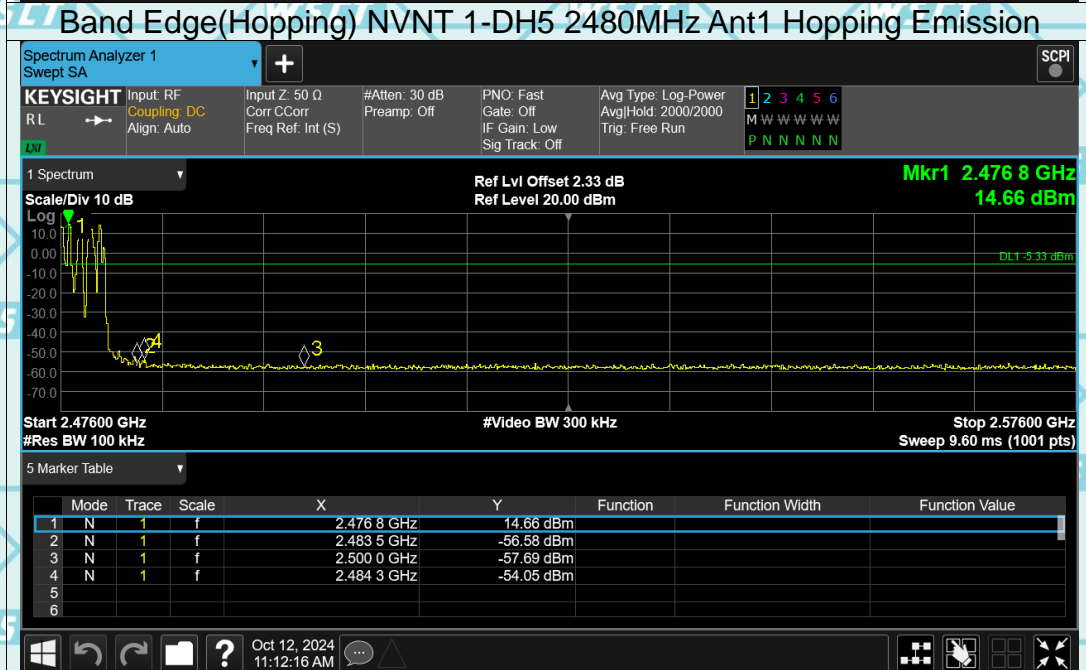 Band Edge(Hopping) NVNT 1-DH5 2480MHz Ant1 Hopping Emission
Spectrum Analyzer 1
Swept SA
+
SCPI
KEYSIGHT
RL
LXI
Input: RF
Coupling: DC
Align: Auto
Input Z: 50 Ω
Corr CCorr
Freq Ref: Int (S)
#Atten: 30 dB
Preamp: Off
PNO: Fast
Gate: Off
IF Gain: Low
Sig Track: Off
Avg Type: Log-Power
Avg|Hold: 2000/2000
Trig: Free Run
1 2 3 4 5 6
M W W W W W
P N N N N N
1 Spectrum
Ref Lvl Offset 2.33 dB
Mkr1 2.476 8 GHz
Scale/Div 10 dB
Ref Level 20.00 dBm
14.66 dBm
Log
10.0
0.00
-10.0
-20.0
-30.0
-40.0
-50.0
-60.0
-70.0
1
2
4
3
DL1 -5.33 dBm
Start 2.47600 GHz
#Video BW 300 kHz
Stop 2.57600 GHz
#Res BW 100 kHz
Sweep 9.60 ms (1001 pts)
5 Marker Table
Mode Trace Scale X Y Function Function Width Function Value
1 N 1 f 2.476 8 GHz 14.66 dBm
2 N 1 f 2.483 5 GHz -56.58 dBm
3 N 1 f 2.500 0 GHz -57.69 dBm
4 N 1 f 2.484 3 GHz -54.05 dBm
5
6
?
Oct 12, 2024
11:12:16 AM